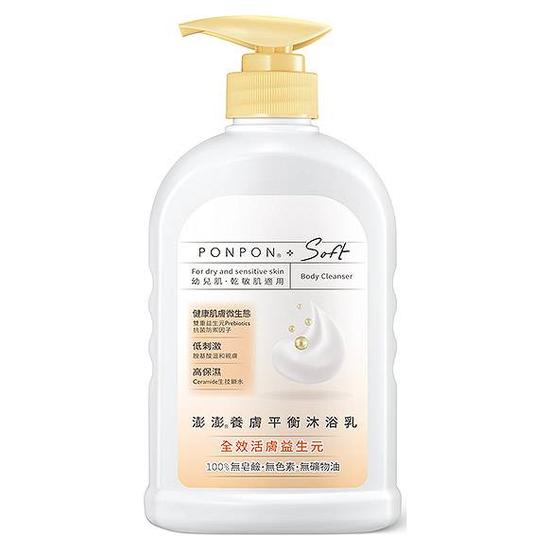 PONPON® + Soft
For dry and sensitive skin
幼兒肌・乾敏肌適用
Body Cleanser
健康肌膚微生態
雙重益生元Prebiotics
抗菌防禦因子
低刺激
胺基酸溫和親膚
高保濕
Ceramide生技鎖水
澎澎®養膚平衡沐浴乳
全效活膚益生元
100%無皂鹼・無色素・無礦物油